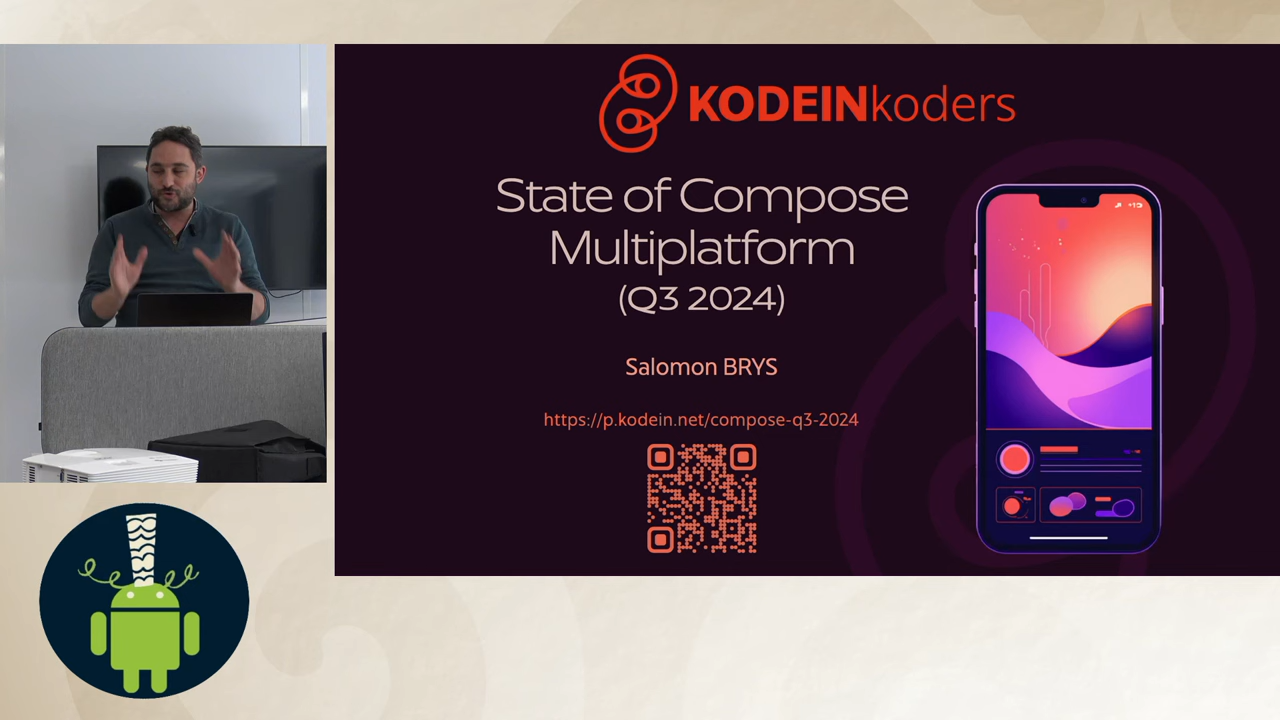 KODEINkoders
State of Compose
Multiplatform
(Q3 2024)
Salomon BRYS
https://p.kodein.net/compose-q3-2024